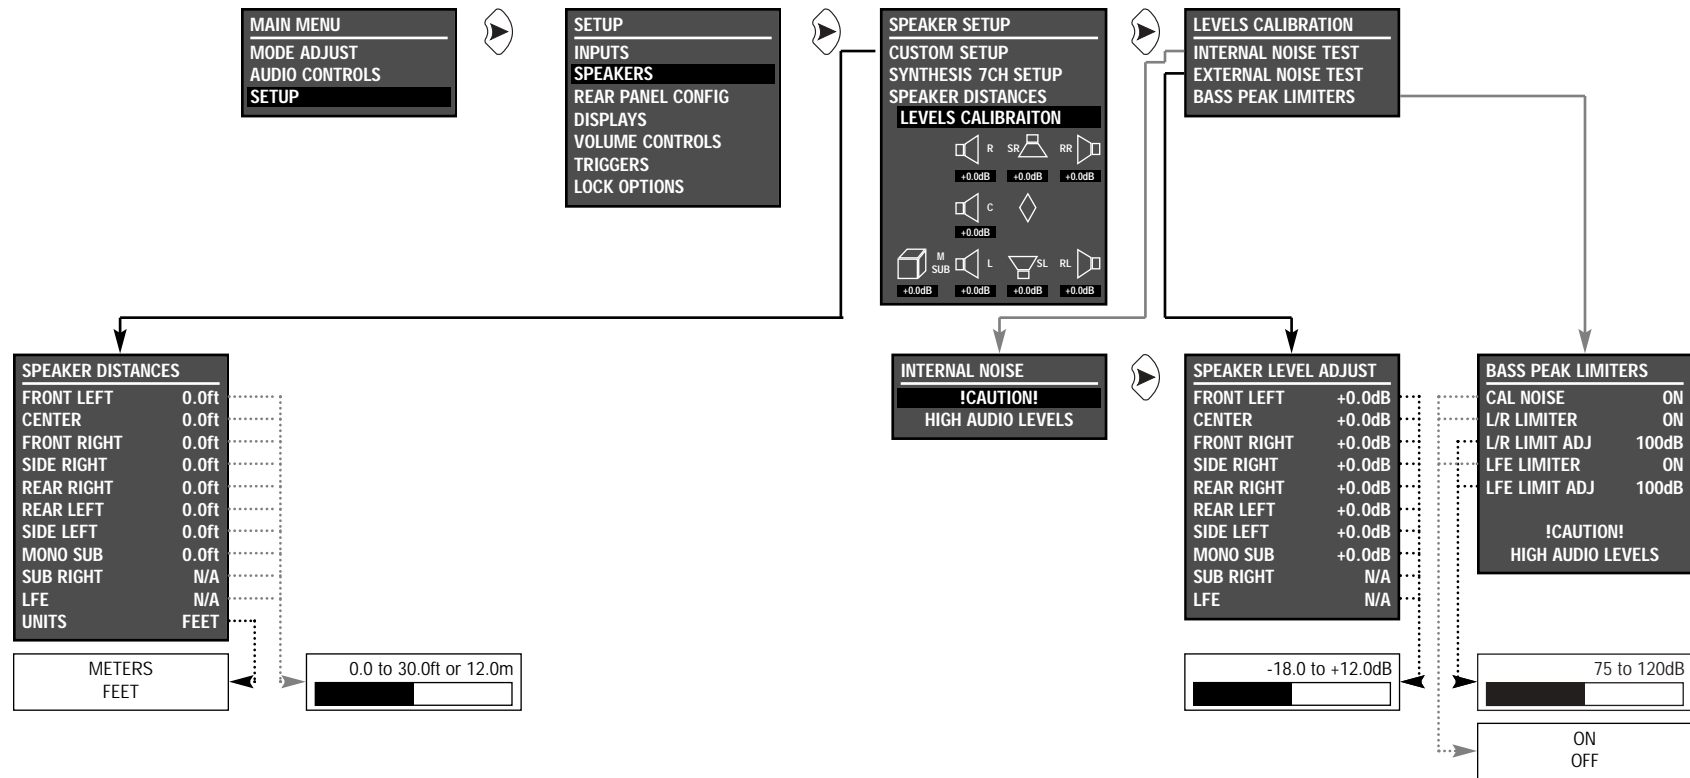 MAIN MENU
MODE ADJUST
AUDIO CONTROLS
SETUP
SETUP
INPUTS
SPEAKERS
REAR PANEL CONFIG
DISPLAYS
VOLUME CONTROLS
TRIGGERS
LOCK OPTIONS
SPEAKER SETUP
CUSTOM SETUP
SYNTHESIS 7CH SETUP
SPEAKER DISTANCES
LEVELS CALIBRAITON
R SR RR
+0.0dB +0.0dB +0.0dB
C
+0.0dB
M
SUB L SL RL
+0.0dB +0.0dB +0.0dB +0.0dB
LEVELS CALIBRATION
INTERNAL NOISE TEST
EXTERNAL NOISE TEST
BASS PEAK LIMITERS
SPEAKER DISTANCES
FRONT LEFT 0.0ft
CENTER 0.0ft
FRONT RIGHT 0.0ft
SIDE RIGHT 0.0ft
REAR RIGHT 0.0ft
REAR LEFT 0.0ft
SIDE LEFT 0.0ft
MONO SUB 0.0ft
SUB RIGHT N/A
LFE N/A
UNITS FEET
METERS
FEET
0.0 to 30.0ft or 12.0m
INTERNAL NOISE
!CAUTION!
HIGH AUDIO LEVELS
SPEAKER LEVEL ADJUST
FRONT LEFT +0.0dB
CENTER +0.0dB
FRONT RIGHT +0.0dB
SIDE RIGHT +0.0dB
REAR RIGHT +0.0dB
REAR LEFT +0.0dB
SIDE LEFT +0.0dB
MONO SUB +0.0dB
SUB RIGHT N/A
LFE N/A
-18.0 to +12.0dB
BASS PEAK LIMITERS
CAL NOISE ON
L/R LIMITER ON
L/R LIMIT ADJ 100dB
LFE LIMITER ON
LFE LIMIT ADJ 100dB
!CAUTION!
HIGH AUDIO LEVELS
75 to 120dB
ON
OFF